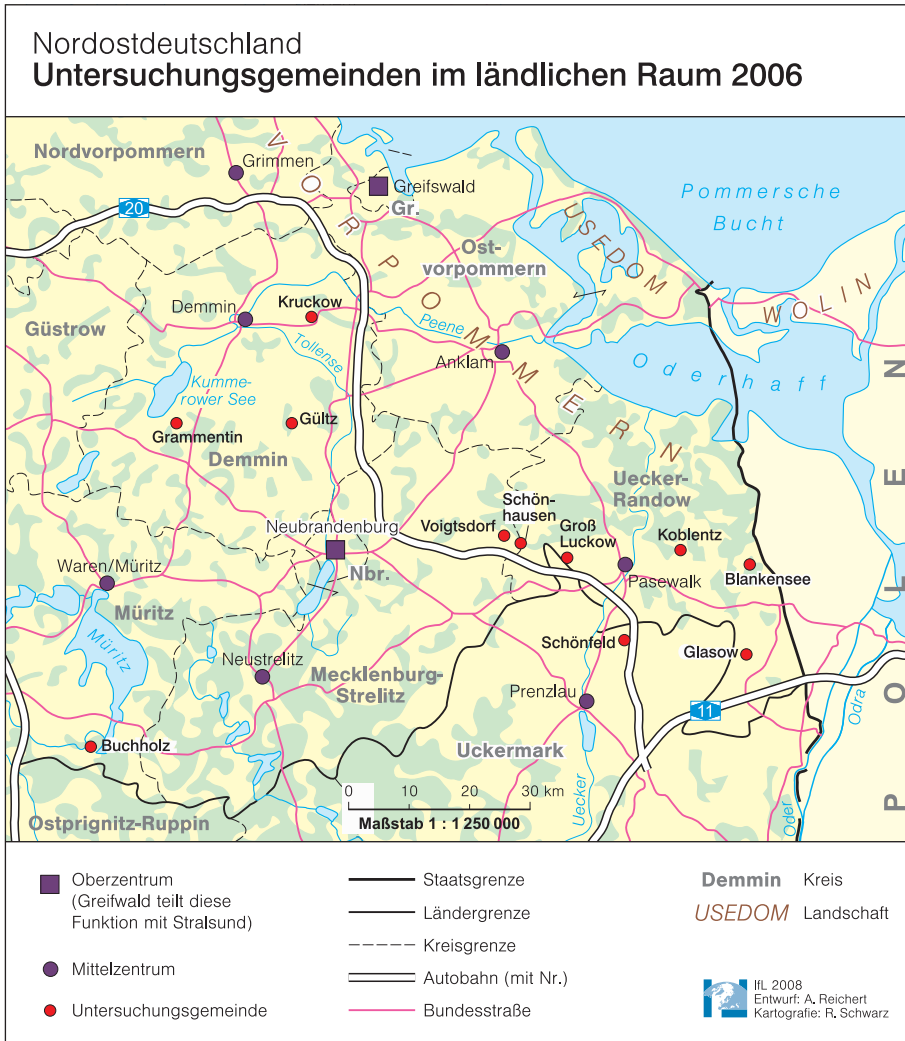 Nordostdeutschland
Untersuchungsgemeinden im ländlichen Raum 2006
Nordvorpommern
Grimmen
VORPOMMERN
Greifswald
Gr.
20
Pommersche
Bucht
USEDOM
Ost-
vorpommern
WOLIN
Demmin
Kruckow
Peene
Güstrow
Tollense
Anklam
Oderhaff
Kumme-
rower See
Grammentin
Gültz
Demmin
Uecker-
Randow
POLEN
Schön-
hausen
Neubrandenburg
Voigtsdorf
Groß
Luckow
Koblentz
Nbr.
Waren/Müritz
Pasewalk
Blankensee
Müritz
Müritz
Schönfeld
Glasow
Neustrelitz
Mecklenburg-
Strelitz
Prenzlau
11
Odra
Buchholz
Uckermark
Uecker
Oder
0 10 20 30 km
Maßstab 1 : 1 250 000
Ostprignitz-Ruppin
Oberzentrum
(Greifwald teilt diese
Funktion mit Stralsund)
Mittelzentrum
Untersuchungsgemeinde
Staatsgrenze
Ländergrenze
Kreisgrenze
Autobahn (mit Nr.)
Bundesstraße
Demmin Kreis
USEDOM Landschaft
IfL 2008
Entwurf: A. Reichert
Kartografie: R. Schwarz